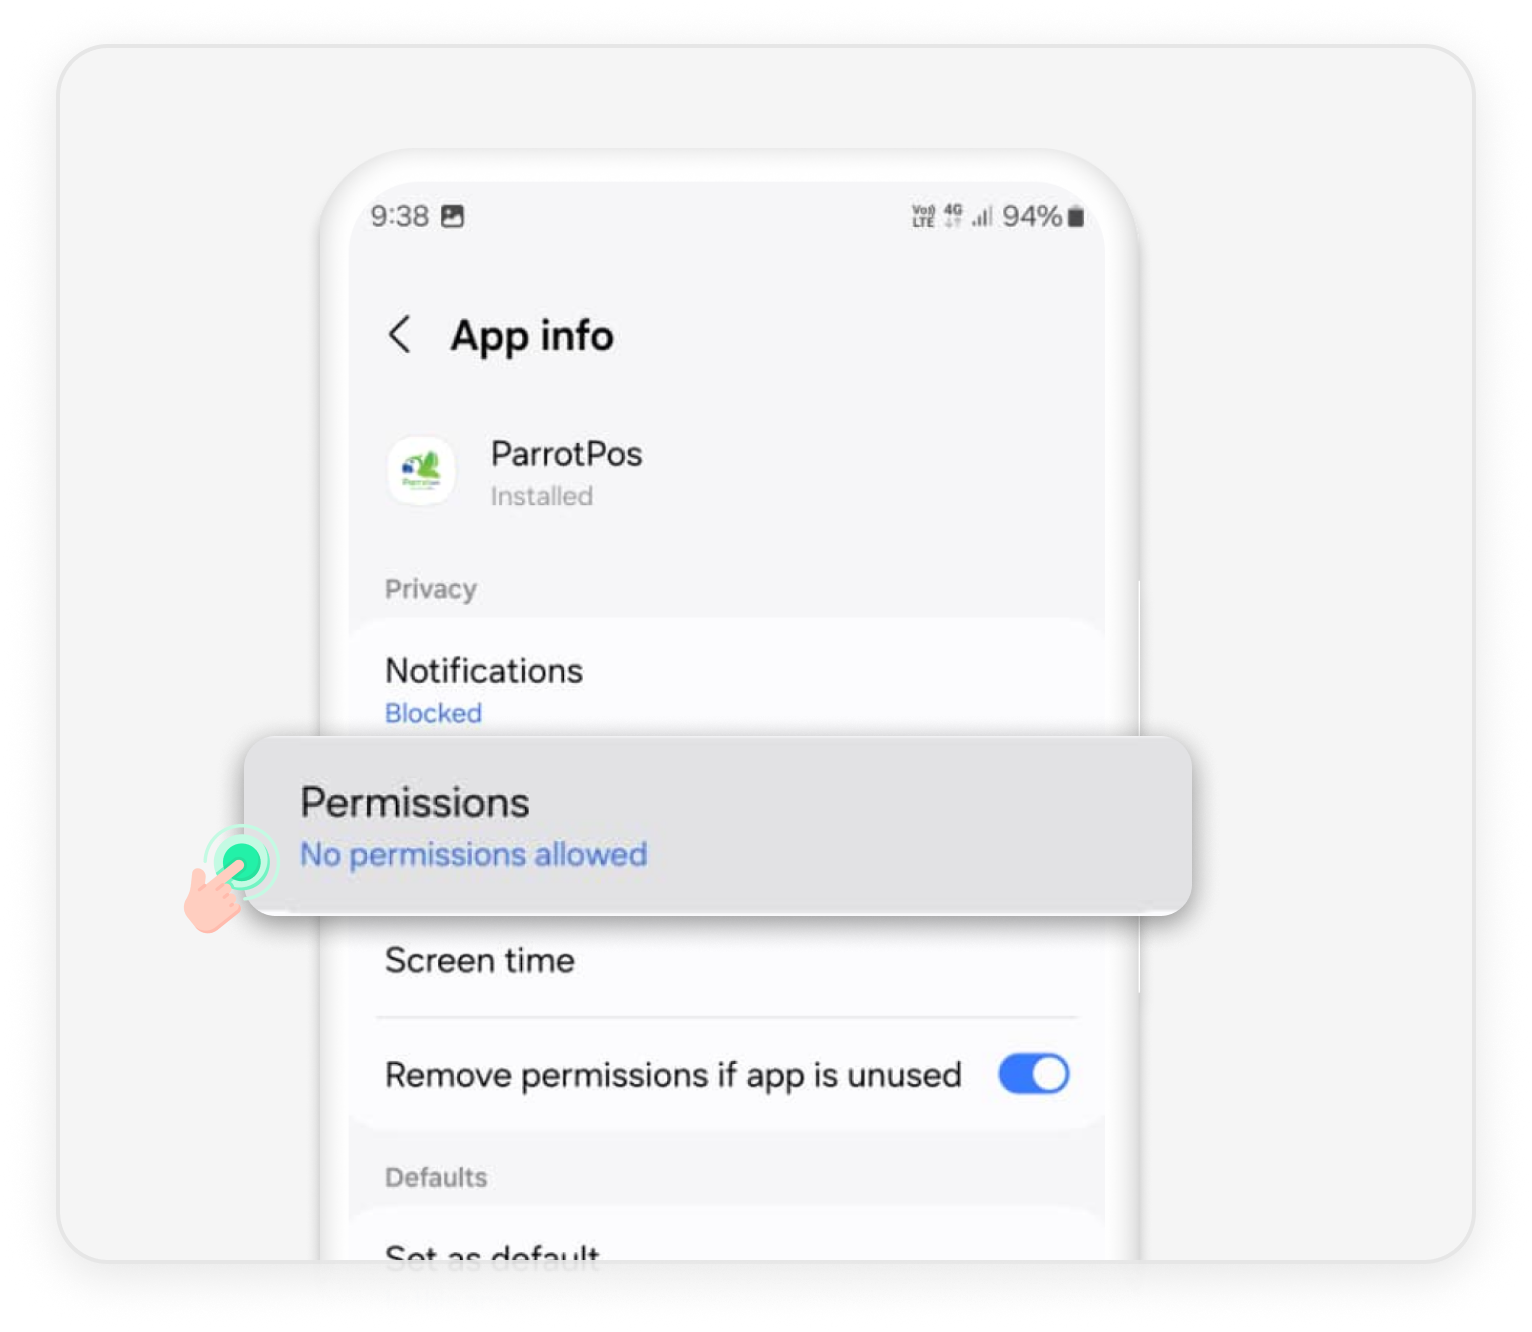 9:38 Vo)) LTE 4G 94%
App info
ParrotPos
Installed
Privacy
Notifications
Blocked
Permissions
No permissions allowed
Screen time
Remove permissions if app is unused
Defaults
Set as default